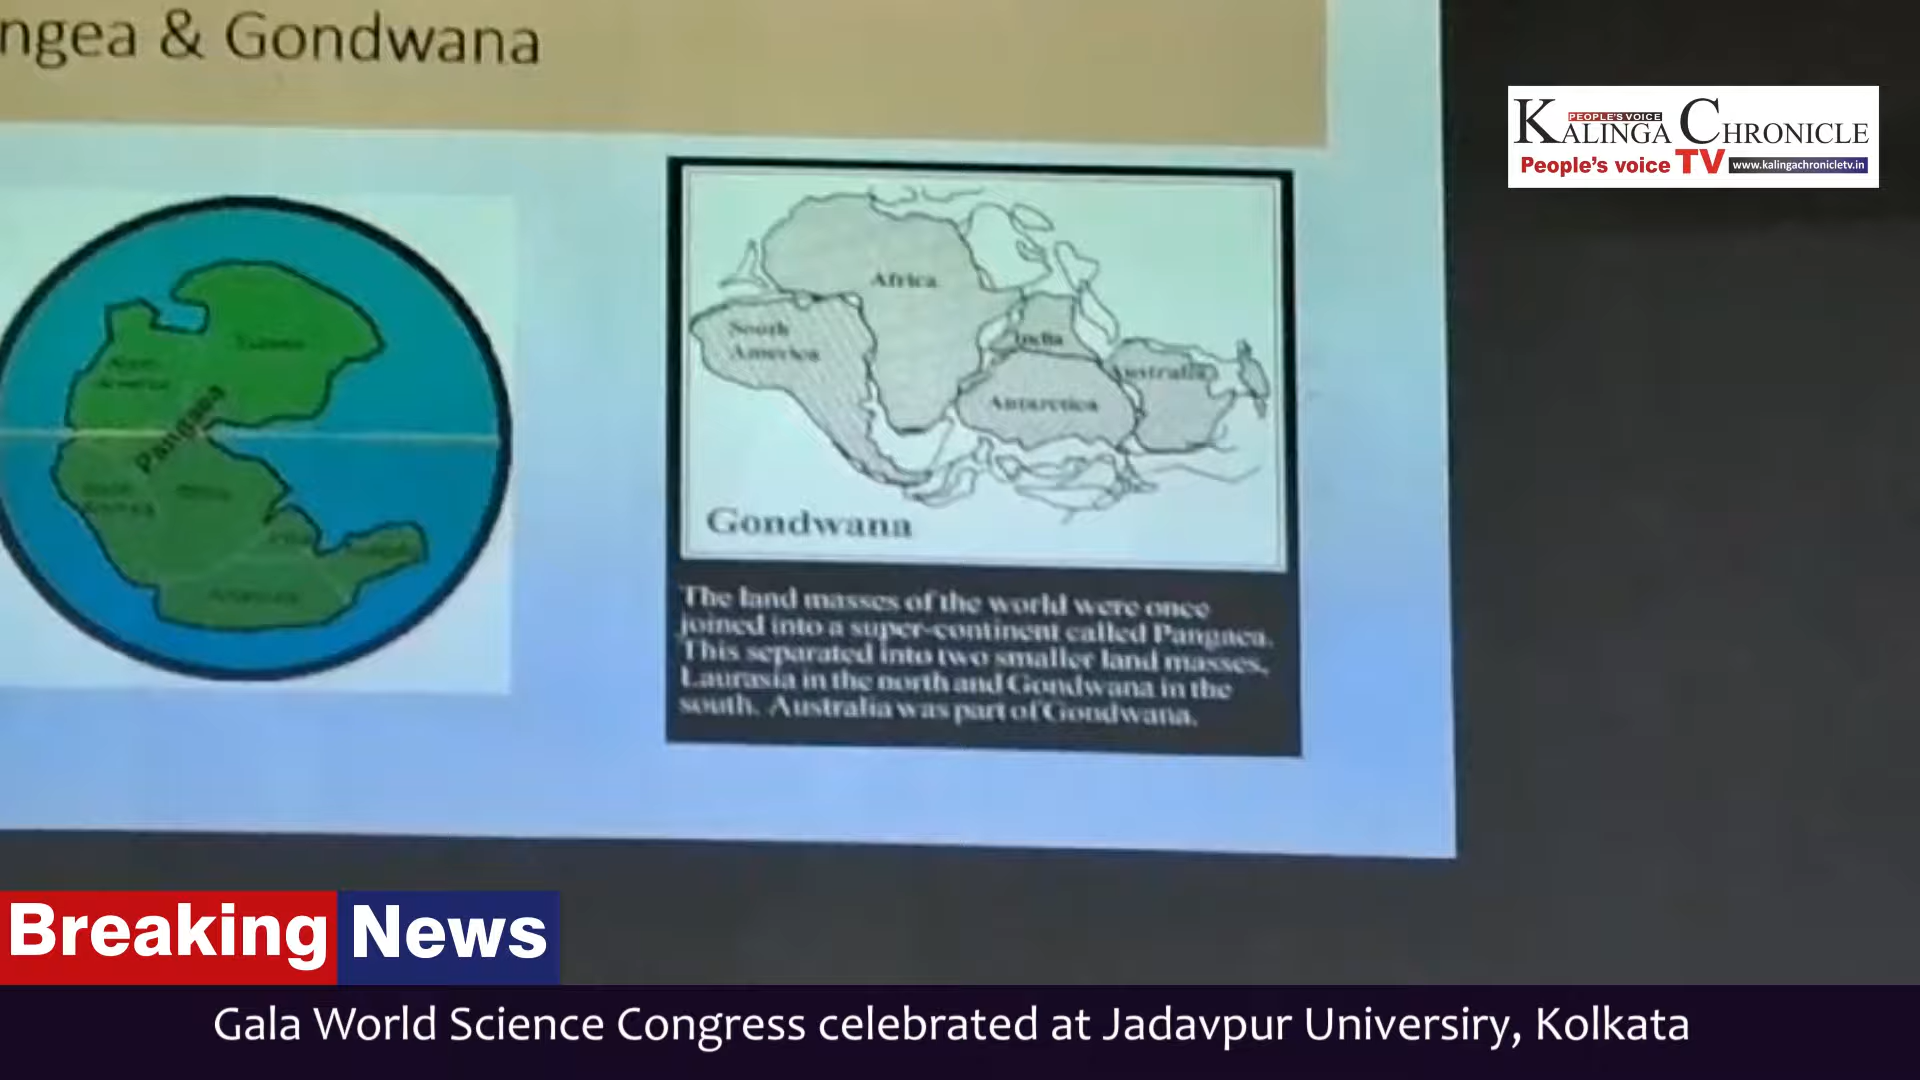 ngea & Gondwana
PEOPLE'S VOICE
KALINGA CHRONICLE
People's voice TV www.kalingachronicletv.in
Africa
South
America
India
Australia
Antarctica
Pangaea
Gondwana
The land masses of the world were once
joined into a super-continent called Pangaea.
This separated into two smaller land masses,
Laurasia in the north and Gondwana in the
south. Australia was part of Gondwana.
Breaking News
Gala World Science Congress celebrated at Jadavpur Universiry, Kolkata